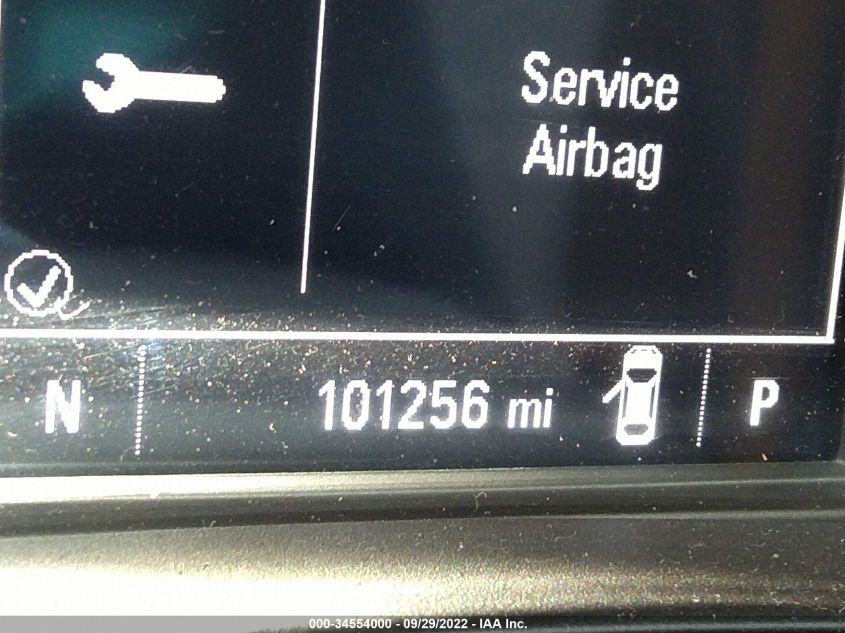 Service
Airbag
N 101256 mi P
000-34554000 - 09/29/2022 - IAA Inc.